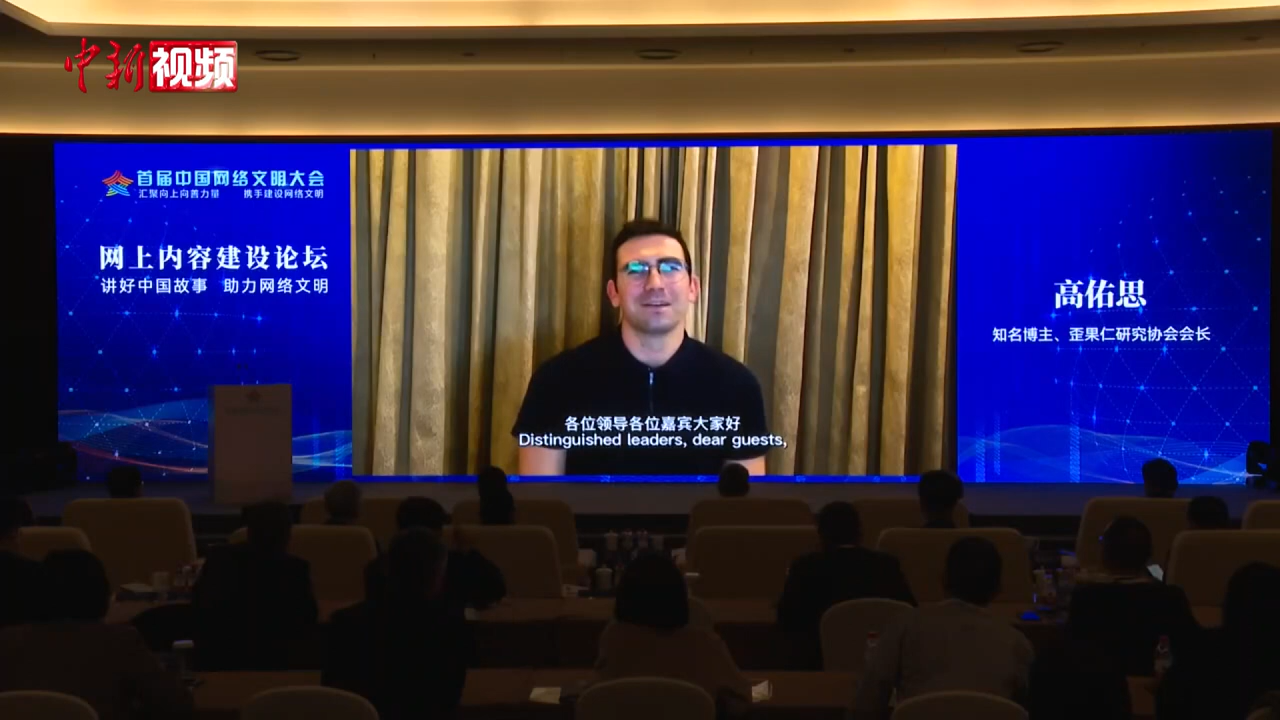 中新视频
首届中国网络文明大会
汇聚向上向善力量 携手建设网络文明
网上内容建设论坛
讲好中国故事 助力网络文明
高佑思
知名博主、歪果仁研究协会会长
各位领导各位嘉宾大家好
Distinguished leaders, dear guests,